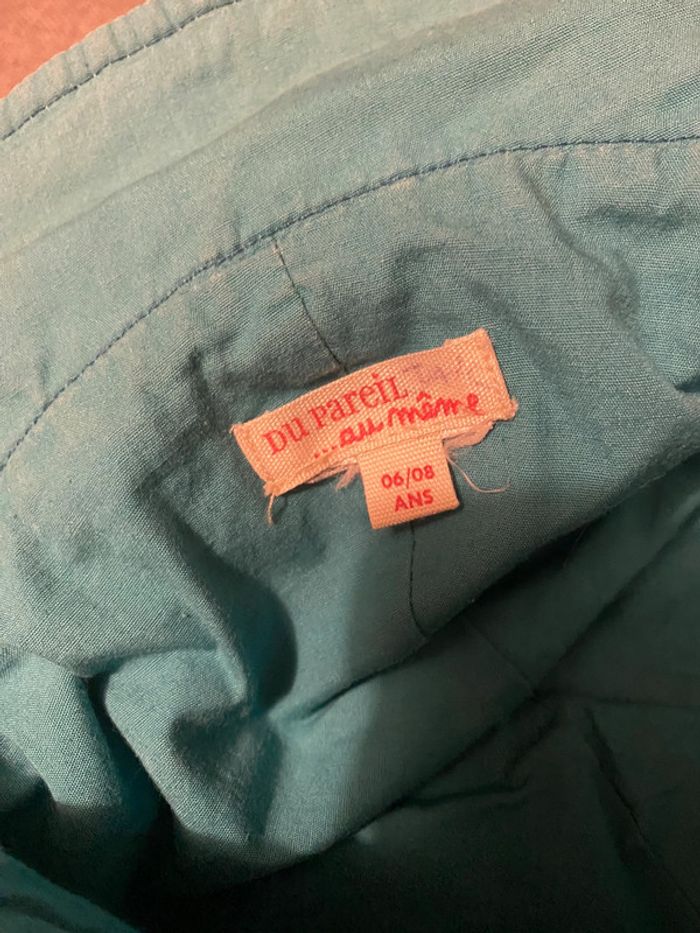 DU PAREIL
...au même
06/08
ANS